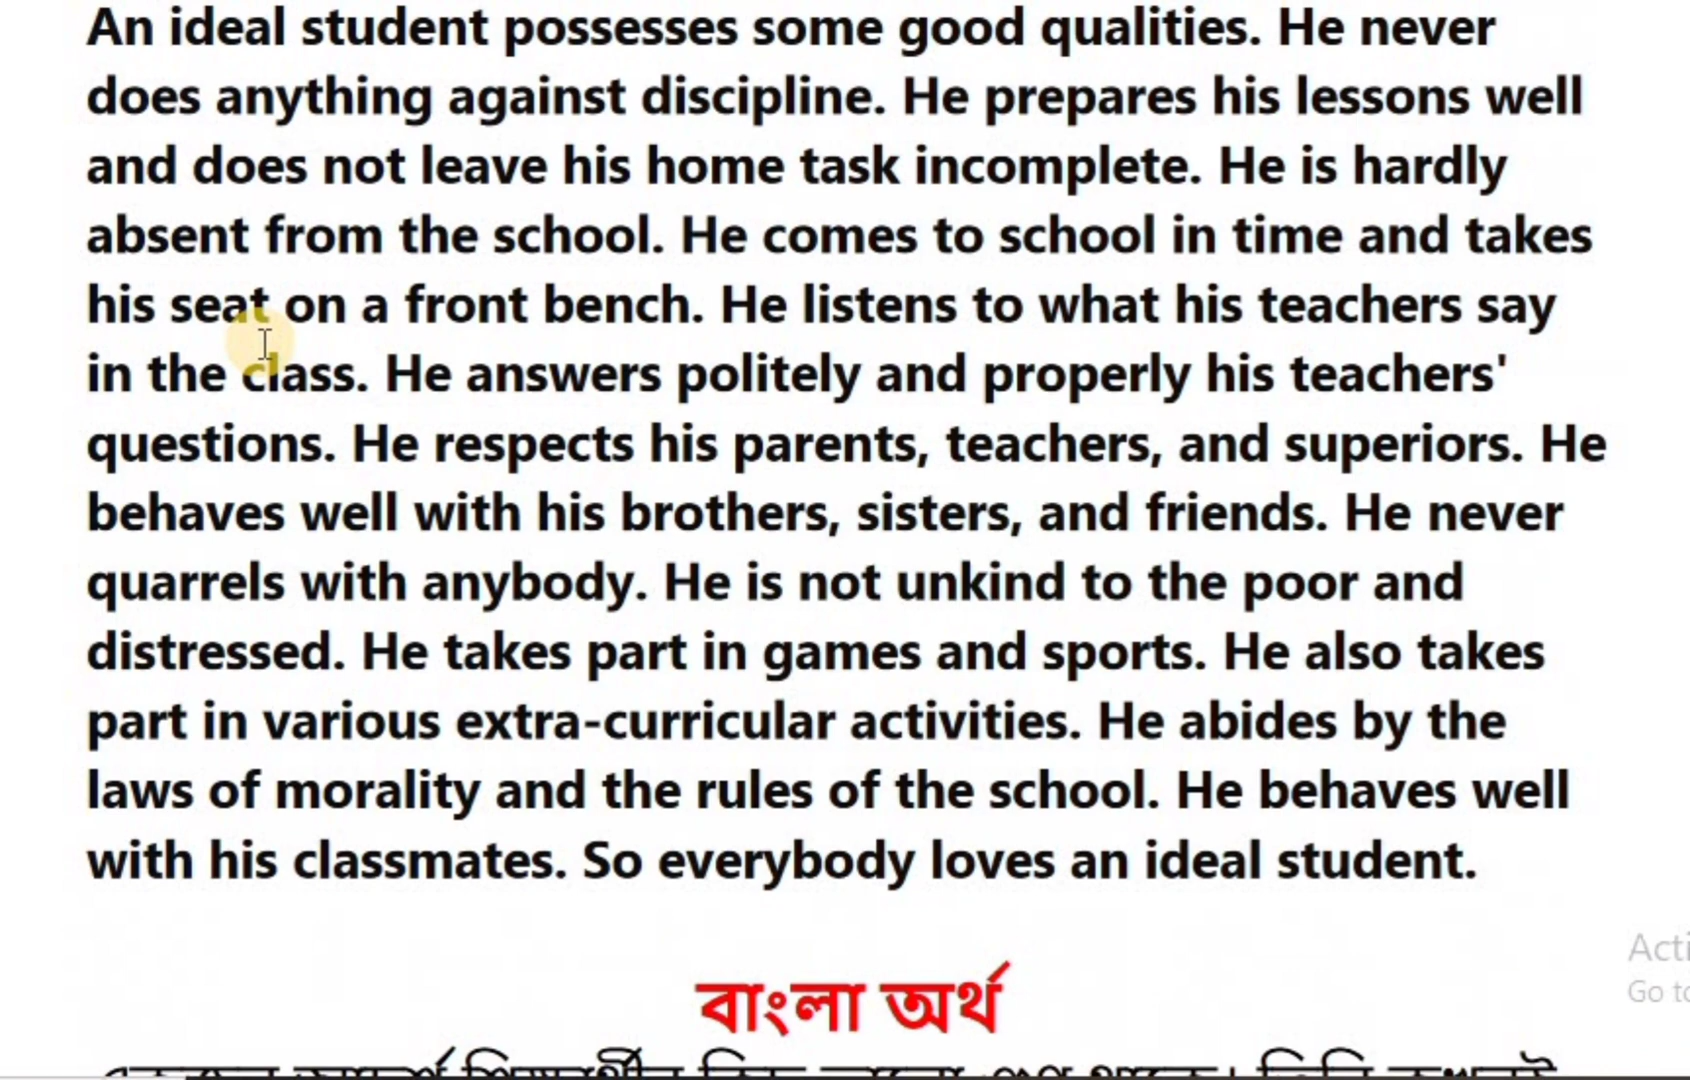 An ideal student possesses some good qualities. He never
does anything against discipline. He prepares his lessons well
and does not leave his home task incomplete. He is hardly
absent from the school. He comes to school in time and takes
his seat on a front bench. He listens to what his teachers say
in the class. He answers politely and properly his teachers'
questions. He respects his parents, teachers, and superiors. He
behaves well with his brothers, sisters, and friends. He never
quarrels with anybody. He is not unkind to the poor and
distressed. He takes part in games and sports. He also takes
part in various extra-curricular activities. He abides by the
laws of morality and the rules of the school. He behaves well
with his classmates. So everybody loves an ideal student.
বাংলা অর্থ
Acti
Go to